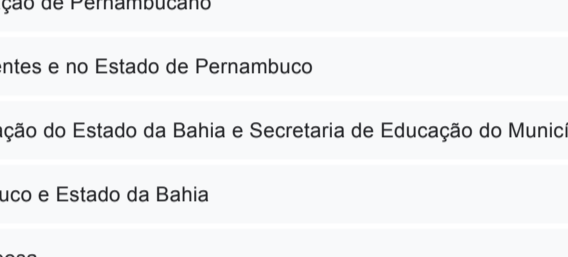 ção de Pernambucano
entes e no Estado de Pernambuco
ação do Estado da Bahia e Secretaria de Educação do Municí
uco e Estado da Bahia